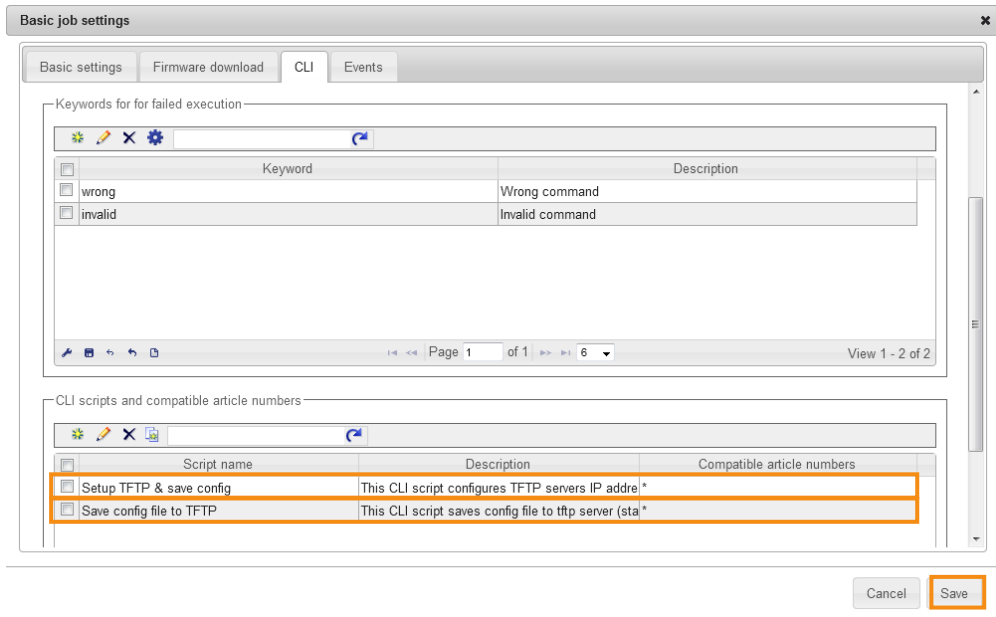 Basic job settings
Basic settings Firmware download CLI Events
Keywords for for failed execution
Keyword Description
wrong Wrong command
invalid Invalid command
Page 1 of 1 6 View 1 - 2 of 2
CLI scripts and compatible article numbers
Script name Description Compatible article numbers
Setup TFTP & save config This CLI script configures TFTP servers IP addre *
Save config file to TFTP This CLI script saves config file to tftp server (sta *
Cancel Save